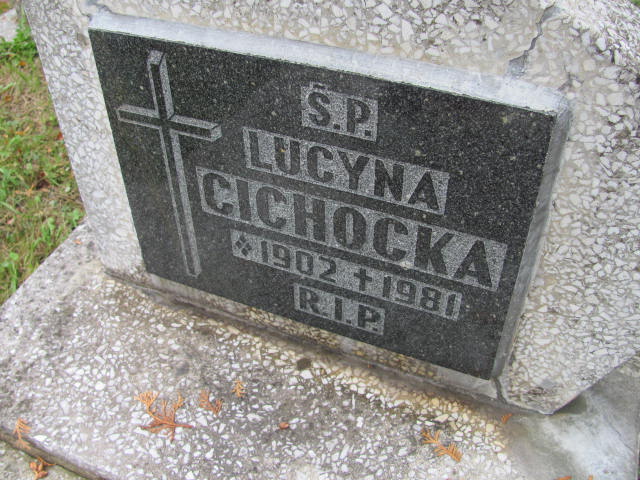 Ś.P.
LUCYNA
CICHOCKA
❖1902 ✝1981
R.I.P.